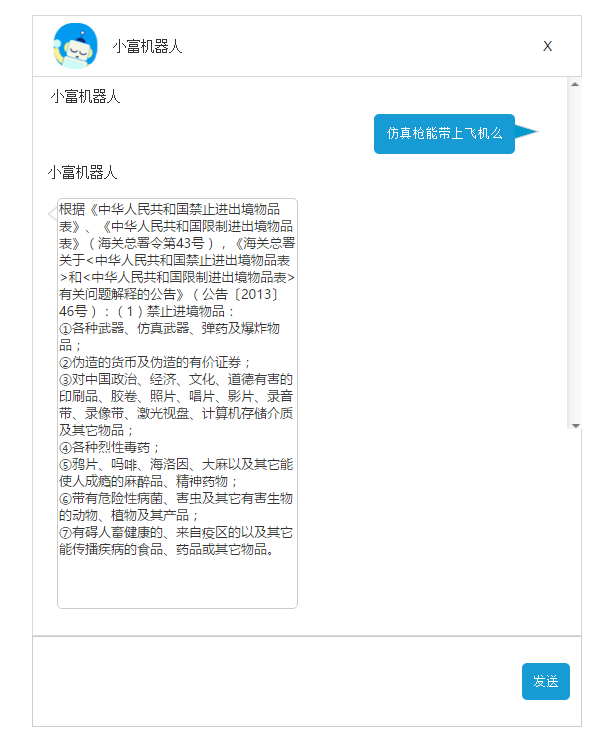 小富机器人
X
小富机器人
仿真枪能带上飞机么
小富机器人
根据《中华人民共和国禁止进出境物品
表》、《中华人民共和国限制进出境物品
表》（海关总署令第43号），《海关总署
关于<中华人民共和国禁止进出境物品表
>和<中华人民共和国限制进出境物品表>
有关问题解释的公告》（公告〔2013〕
46号）：（1）禁止进境物品：
①各种武器、仿真武器、弹药及爆炸物
品；
②伪造的货币及伪造的有价证券；
③对中国政治、经济、文化、道德有害的
印刷品、胶卷、照片、唱片、影片、录音
带、录像带、激光视盘、计算机存储介质
及其它物品；
④各种烈性毒药；
⑤鸦片、吗啡、海洛因、大麻以及其它能
使人成瘾的麻醉品、精神药物；
⑥带有危险性病菌、害虫及其它有害生物
的动物、植物及其产品；
⑦有碍人畜健康的、来自疫区的以及其它
能传播疾病的食品、药品或其它物品。
发送